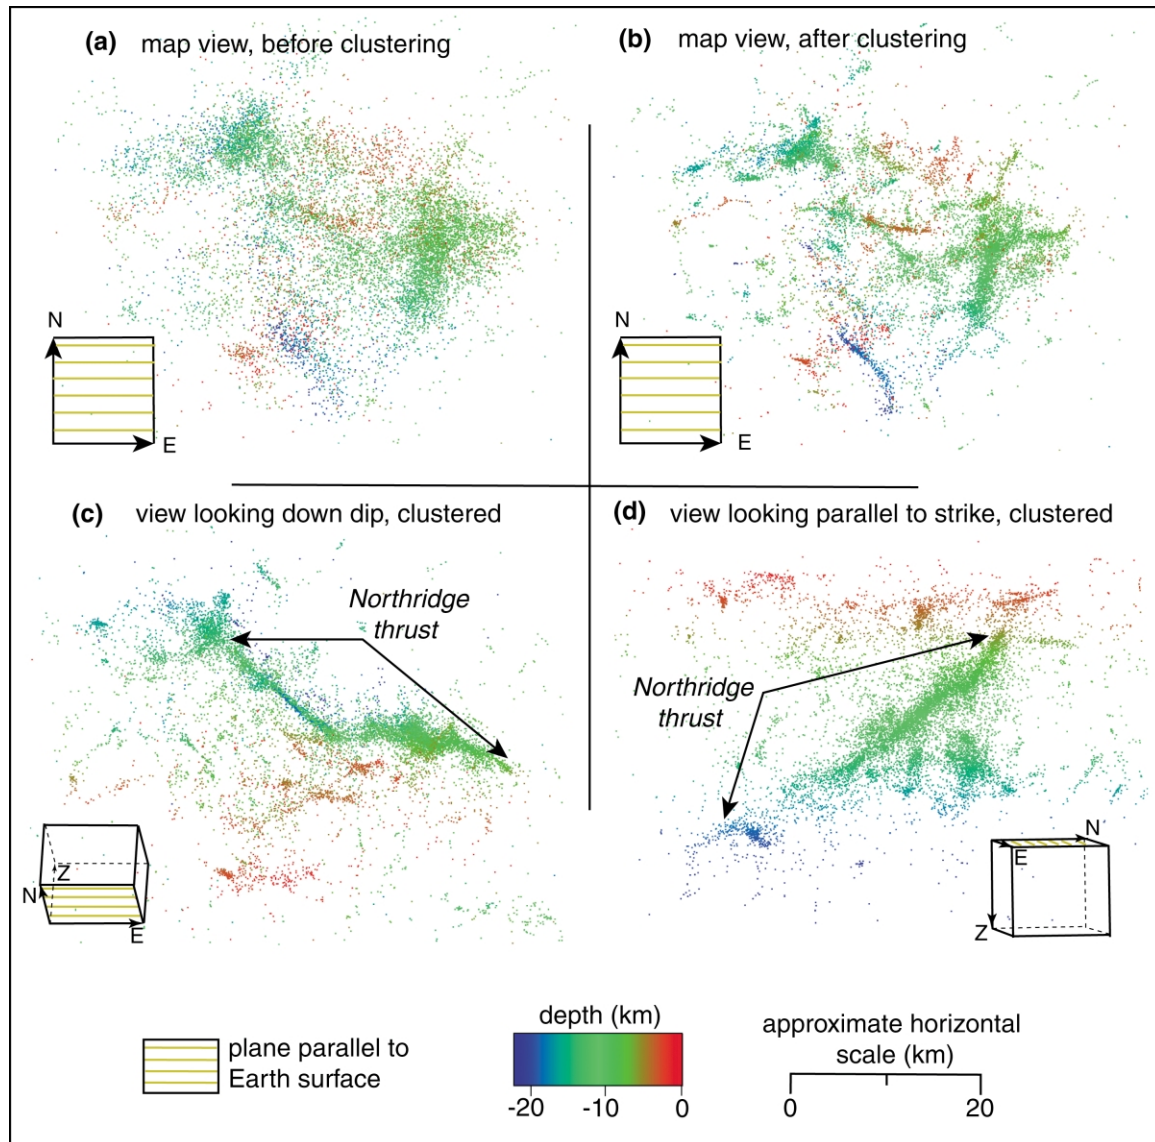 (a) map view, before clustering
(b) map view, after clustering
N
E
N
E
(c) view looking down dip, clustered
(d) view looking parallel to strike, clustered
Northridge
thrust
Northridge
thrust
Z
N
E
N
E
Z
plane parallel to
Earth surface
depth (km)
-20 -10 0
approximate horizontal
scale (km)
0 20